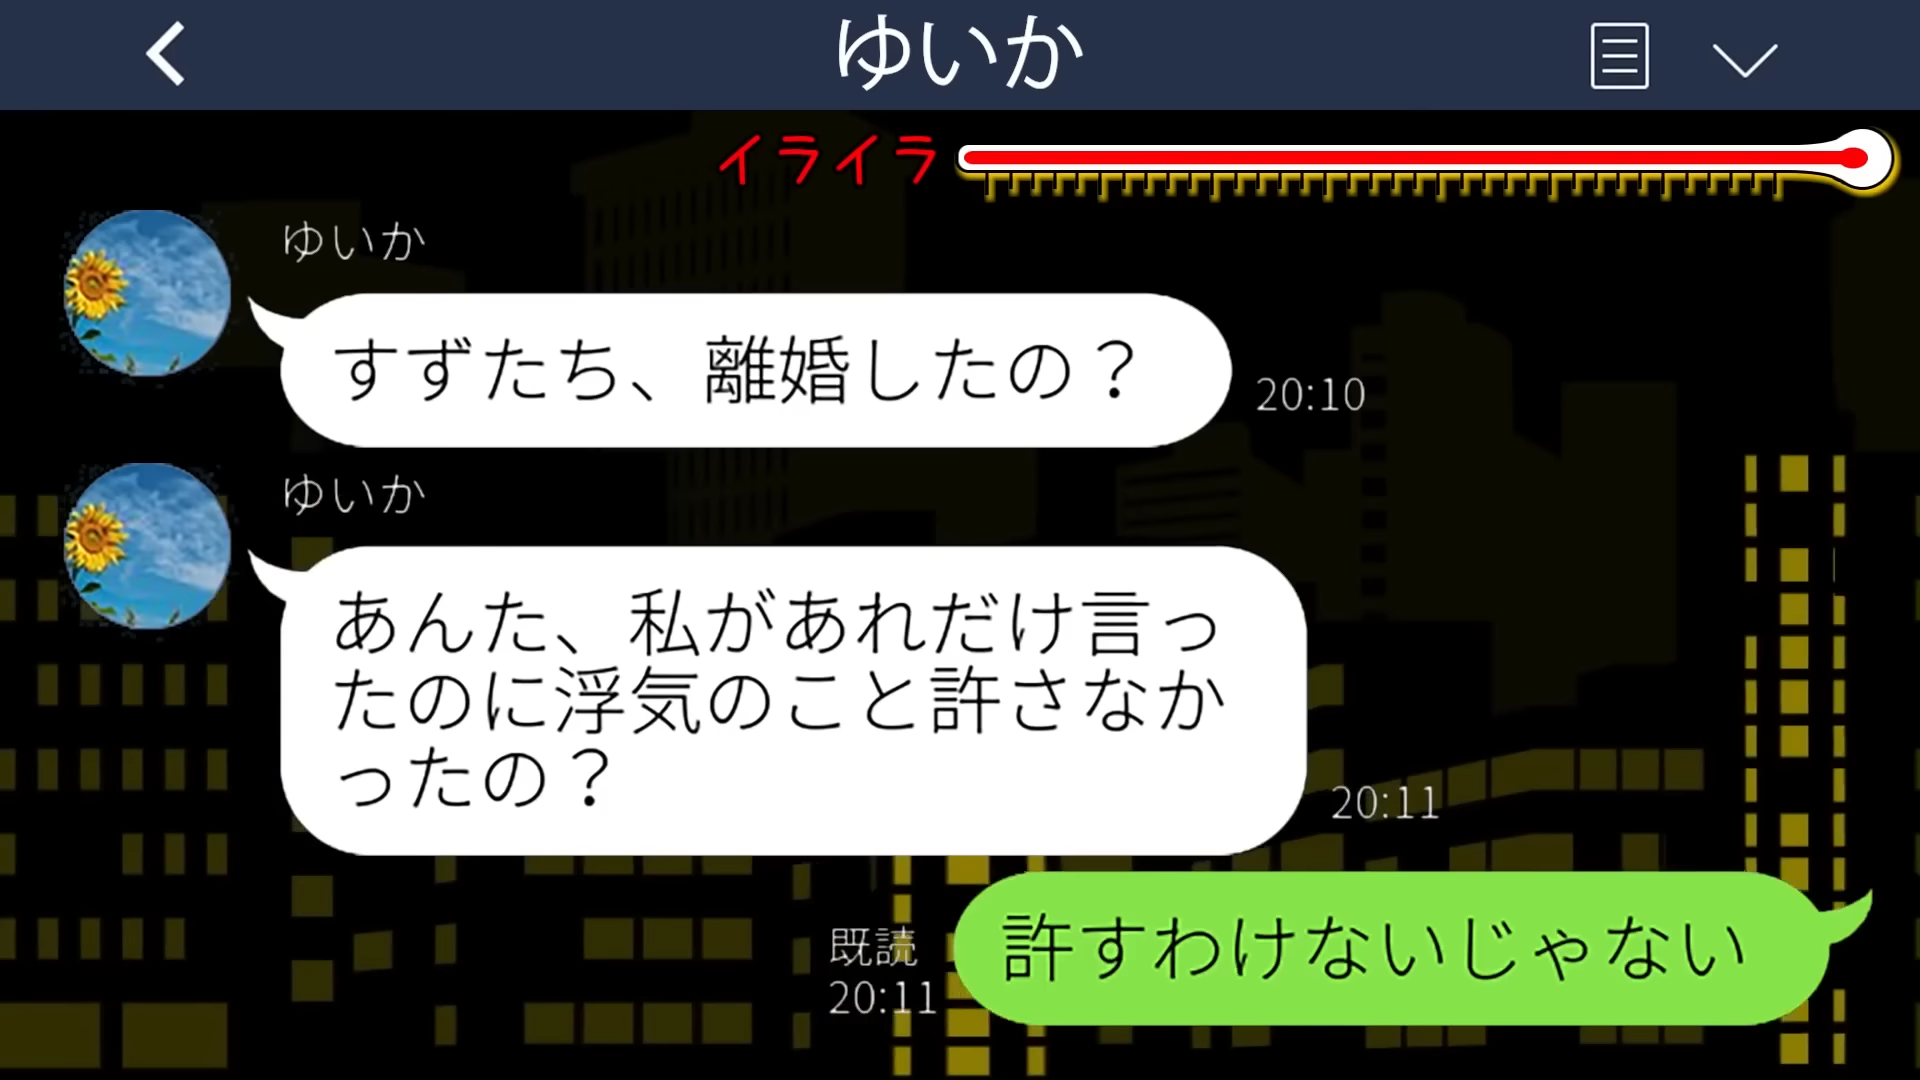 ゆいか
イライラ
ゆいか
すずたち、離婚したの？
20:10
ゆいか
あんた、私があれだけ言っ
たのに浮気のこと許さなか
ったの？
20:11
許すわけないじゃない
既読
20:11